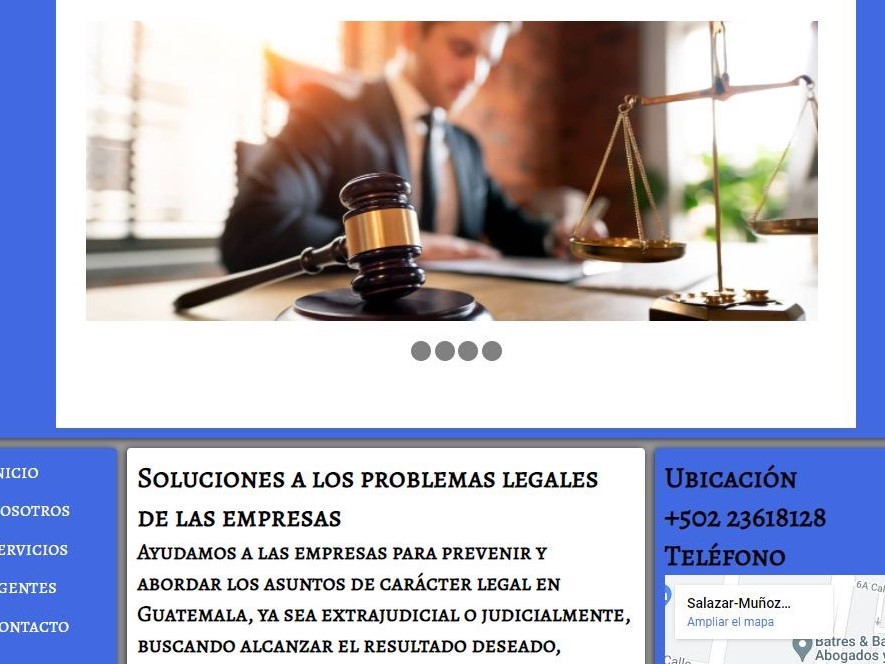 NICIO
OSOTROS
ERVICIOS
GENTES
ONTACTO
Soluciones a los problemas legales
de las empresas
Ayudamos a las empresas para prevenir y
abordar los asuntos de carácter legal en
Guatemala, ya sea extrajudicial o judicialmente,
buscando alcanzar el resultado deseado,
Ubicación
+502 23618128
Teléfono
Salazar-Muñoz...
Ampliar el mapa
6A Cal
Batres & Ba
Abogados y
Calle